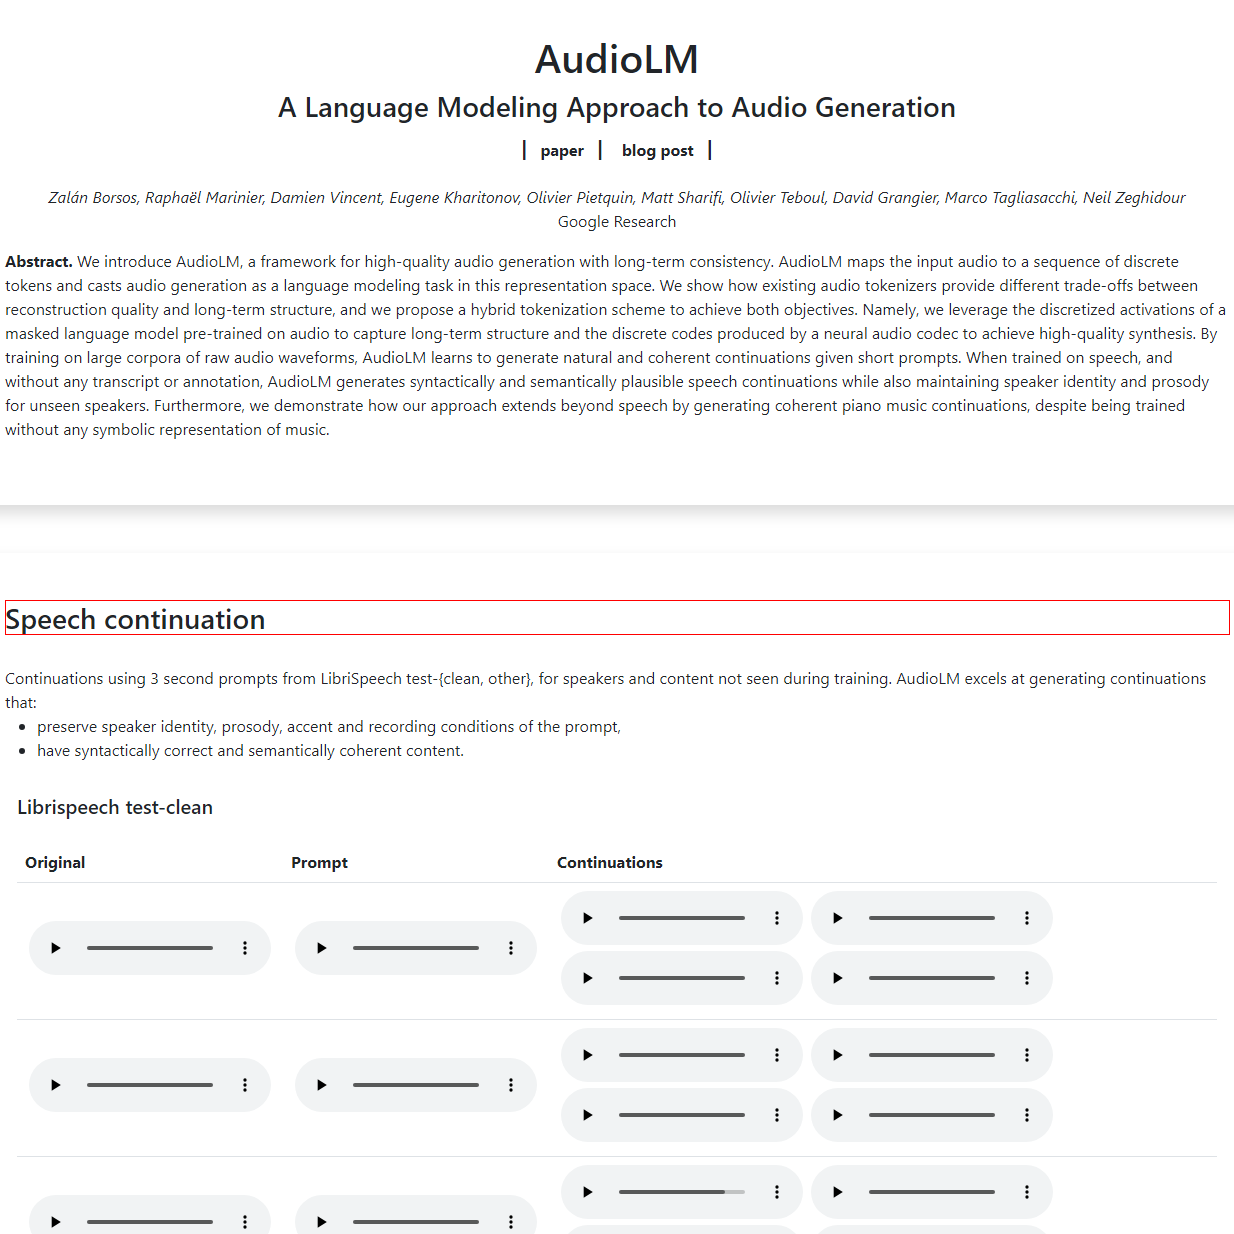 AudioLM
A Language Modeling Approach to Audio Generation
| paper | blog post |
Zalán Borsos, Raphaël Marinier, Damien Vincent, Eugene Kharitonov, Olivier Pietquin, Matt Sharifi, Olivier Teboul, David Grangier, Marco Tagliasacchi, Neil Zeghidour
Google Research
Abstract. We introduce AudioLM, a framework for high-quality audio generation with long-term consistency. AudioLM maps the input audio to a sequence of discrete
tokens and casts audio generation as a language modeling task in this representation space. We show how existing audio tokenizers provide different trade-offs between
reconstruction quality and long-term structure, and we propose a hybrid tokenization scheme to achieve both objectives. Namely, we leverage the discretized activations of a
masked language model pre-trained on audio to capture long-term structure and the discrete codes produced by a neural audio codec to achieve high-quality synthesis. By
training on large corpora of raw audio waveforms, AudioLM learns to generate natural and coherent continuations given short prompts. When trained on speech, and
without any transcript or annotation, AudioLM generates syntactically and semantically plausible speech continuations while also maintaining speaker identity and prosody
for unseen speakers. Furthermore, we demonstrate how our approach extends beyond speech by generating coherent piano music continuations, despite being trained
without any symbolic representation of music.
Speech continuation
Continuations using 3 second prompts from LibriSpeech test-{clean, other}, for speakers and content not seen during training. AudioLM excels at generating continuations
that:
• preserve speaker identity, prosody, accent and recording conditions of the prompt,
• have syntactically correct and semantically coherent content.
Librispeech test-clean
Original Prompt Continuations